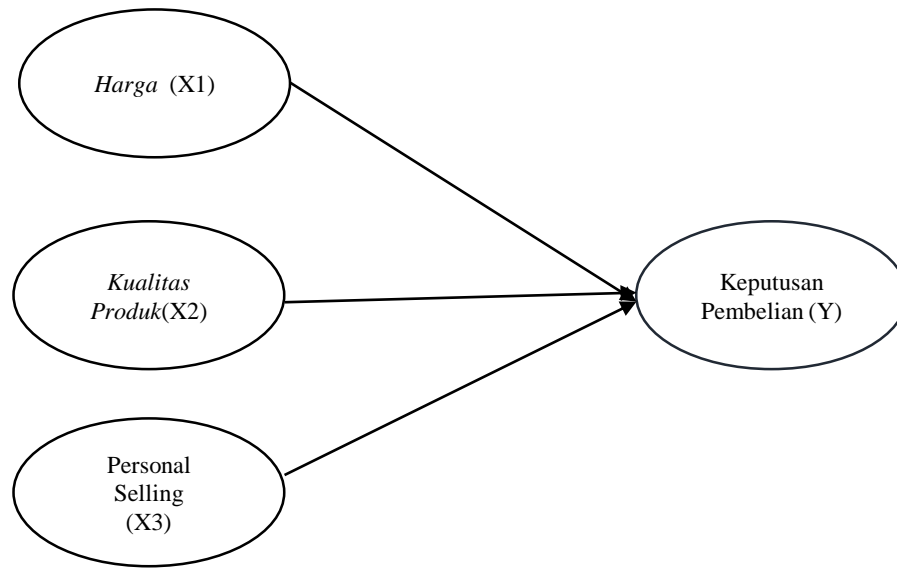 Harga (X1)
Kualitas
Produk(X2)
Keputusan
Pembelian (Y)
Personal
Selling
(X3)